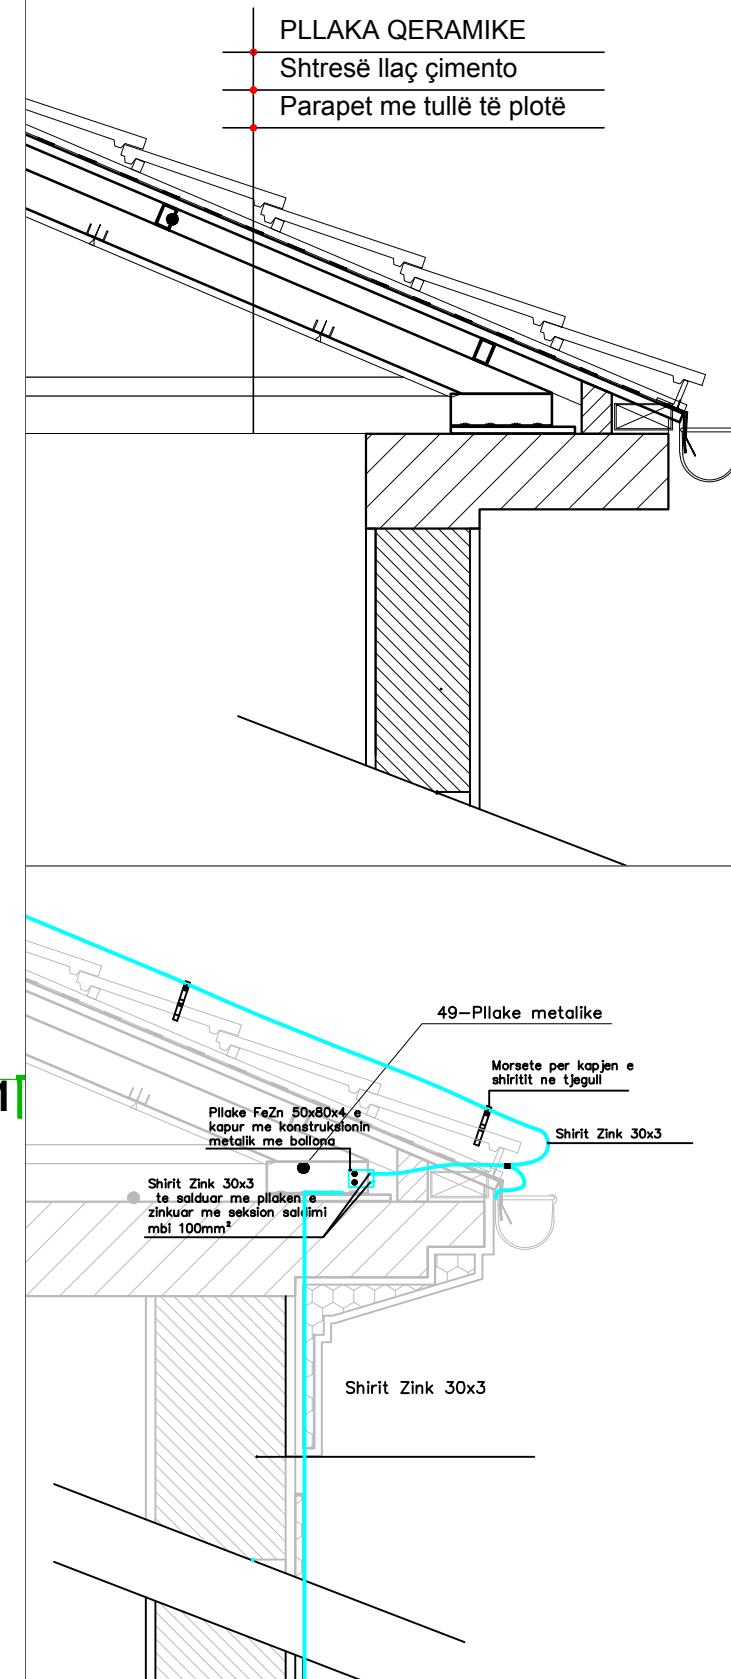 PLLAKA QERAMIKE
Shtresë llaç çimento
Parapet me tullë të plotë
49-Pllake metalike
Morsete per kapjen e
shiritit ne tjegull
Pllake FeZn 50x80x4 e
kapur me konstruksionin
metalik me bollona
Shirit Zink 30x3
Shirit Zink 30x3
te salduar me pllaken e
zinkuar me seksion saldimi
mbi 100mm²
Shirit Zink 30x3